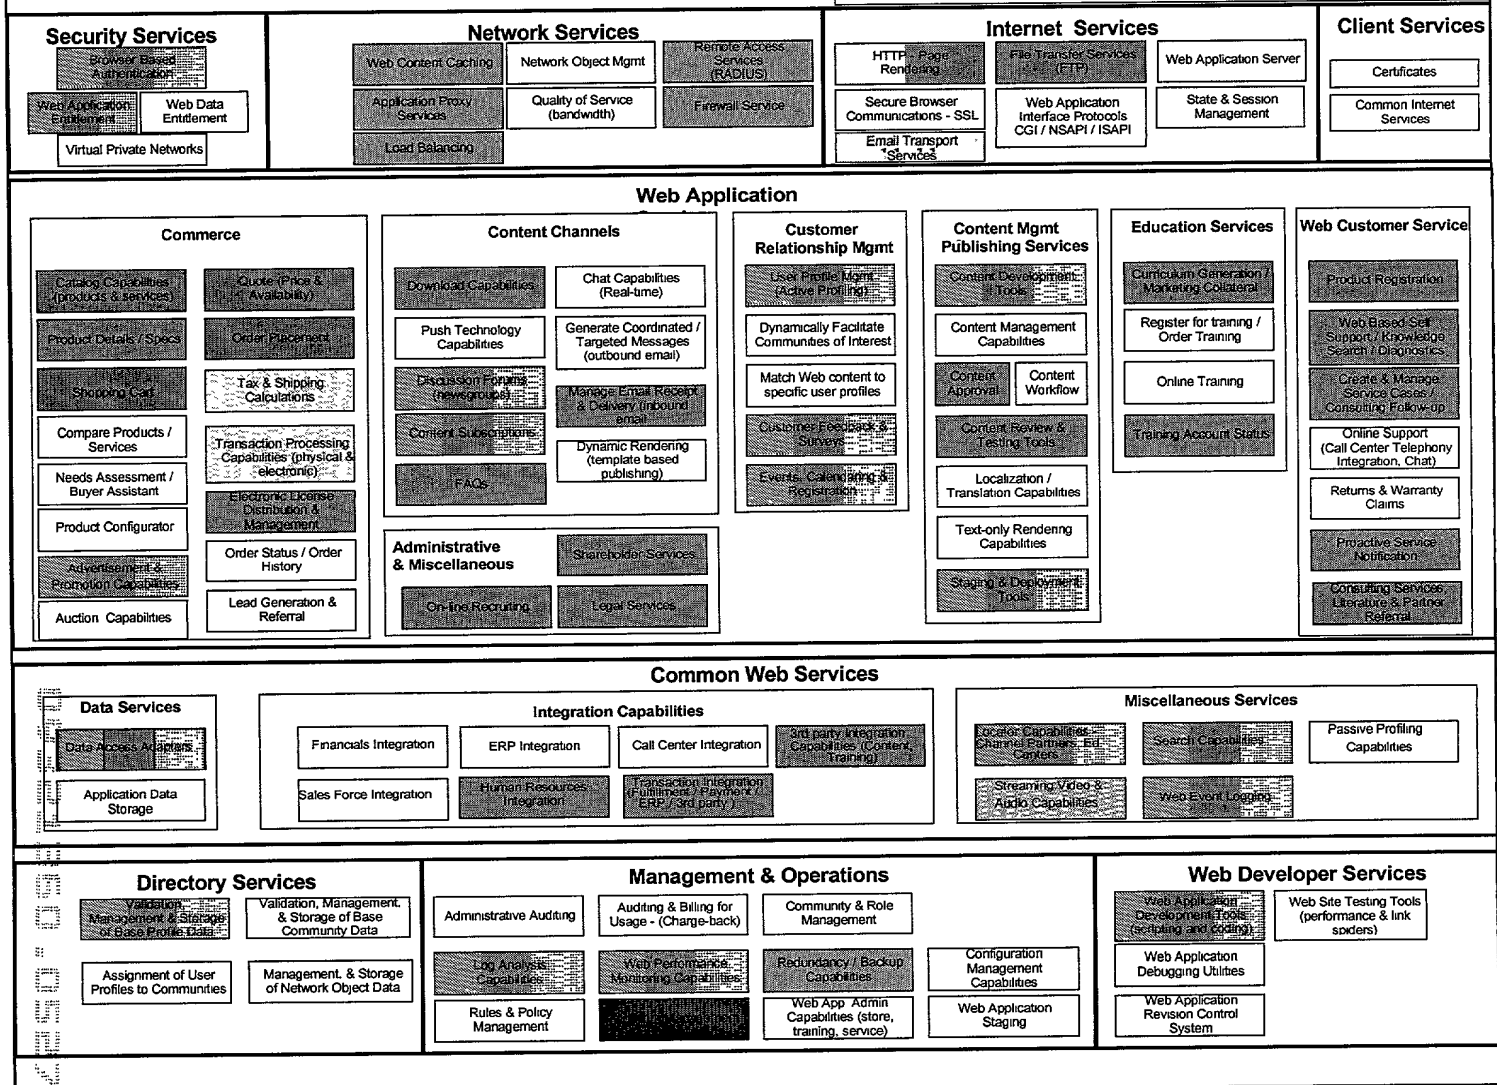 Security Services
Browser Based
Authentication
Web Application
Entitlement
Web Data
Entitlement
Virtual Private Networks
Network Services
Web Content Caching
Network Object Mgmt
Remote Access
Services
(RADIUS)
Application Proxy
Services
Quality of Service
(bandwidth)
Firewall Service
Load Balancing
Internet Services
HTTP - Page
Rendering
File Transfer Services
(FTP)
Web Application Server
Secure Browser
Communications - SSL
Web Application
Interface Protocols
CGI / NSAPI / ISAPI
State & Session
Management
Email Transport
Services
Client Services
Certificates
Common Internet
Services
Web Application
Commerce
Catalog Capabilities
(products & services)
Quote (Price &
Availability)
Product Details / Specs
Order Placement
Shopping Cart
Tax & Shipping
Calculations
Compare Products /
Services
Transaction Processing
Capabilities (physical &
electronic)
Needs Assessment /
Buyer Assistant
Electronic License
Distribution &
Management
Product Configurator
Order Status / Order
History
Advertisement &
Promotion Capabilities
Lead Generation &
Referral
Auction Capabilities
Content Channels
Download Capabilities
Chat Capabilities
(Real-time)
Push Technology
Capabilities
Generate Coordinated /
Targeted Messages
(outbound email)
Discussion Forums
(newsgroups)
Manage Email Receipt
& Delivery (inbound
email)
Content Subscriptions
Dynamic Rendering
(template based
publishing)
FAQs
Administrative
& Miscellaneous
Shareholder Services
On-line Recruiting
Legal Services
Customer
Relationship Mgmt
User Profile Mgmt
(Active Profiling)
Dynamically Facilitate
Communities of Interest
Match Web content to
specific user profiles
Customer Feedback &
Surveys
Events, Calendaring &
Registration
Content Mgmt
Publishing Services
Content Development
Tools
Content Management
Capabilities
Content
Approval
Content
Workflow
Content Review &
Testing Tools
Localization /
Translation Capabilities
Text-only Rendering
Capabilities
Staging & Deployment
Tools
Education Services
Curriculum Generation /
Marketing Collateral
Register for training /
Order Training
Online Training
Training Account Status
Web Customer Service
Product Registration
Web Based Self
Support / Knowledge
Search / Diagnostics
Create & Manage
Service Cases /
Consulting Follow-up
Online Support
(Call Center Telephony
Integration, Chat)
Returns & Warranty
Claims
Proactive Service
Notification
Consulting Services,
Literature & Partner
Referral
Common Web Services
Data Services
Data Access Adapters
Application Data
Storage
Integration Capabilities
Financials Integration
ERP Integration
Call Center Integration
3rd party Integration
Capabilities (Content,
Training)
Sales Force Integration
Human Resources
Integration
Transaction Integration
(Fulfillment / Payment /
ERP / 3rd party )
Miscellaneous Services
Locator Capabilities -
Channel Partners, Ed
Centers
Search Capabilities
Passive Profiling
Capabilities
Streaming Video &
Audio Capabilities
Web Event Logging
Directory Services
Validation,
Management & Storage
of Base Profile Data
Validation, Management,
& Storage of Base
Community Data
Assignment of User
Profiles to Communities
Management, & Storage
of Network Object Data
Management & Operations
Administrative Auditing
Auditing & Billing for
Usage - (Charge-back)
Community & Role
Management
Log Analysis
Capabilities
Web Performance
Monitoring Capabilities
Redundancy / Backup
Capabilities
Configuration
Management
Capabilities
Rules & Policy
Management
Web App Admin
Capabilities (store,
training, service)
Web Application
Staging
Web Developer Services
Web Application
Development Tools
(scripting and coding)
Web Site Testing Tools
(performance & link
spiders)
Web Application
Debugging Utilities
Web Application
Revision Control
System